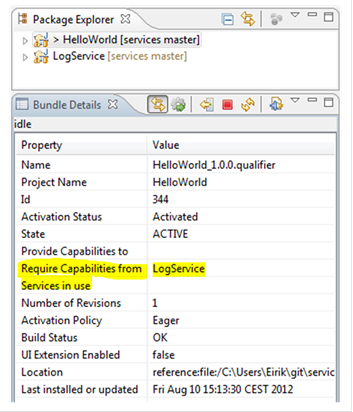 Package Explorer
> HelloWorld [services master]
LogService [services master]
Bundle Details
idle
Property Value
Name HelloWorld_1.0.0.qualifier
Project Name HelloWorld
Id 344
Activation Status Activated
State ACTIVE
Provide Capabilities to
Require Capabilities from LogService
Services in use
Number of Revisions 1
Activation Policy Eager
Build Status OK
UI Extension Enabled false
Location reference:file:/C:\Users\Eirik\git\servic
Last installed or updated Fri Aug 10 15:13:30 CEST 2012